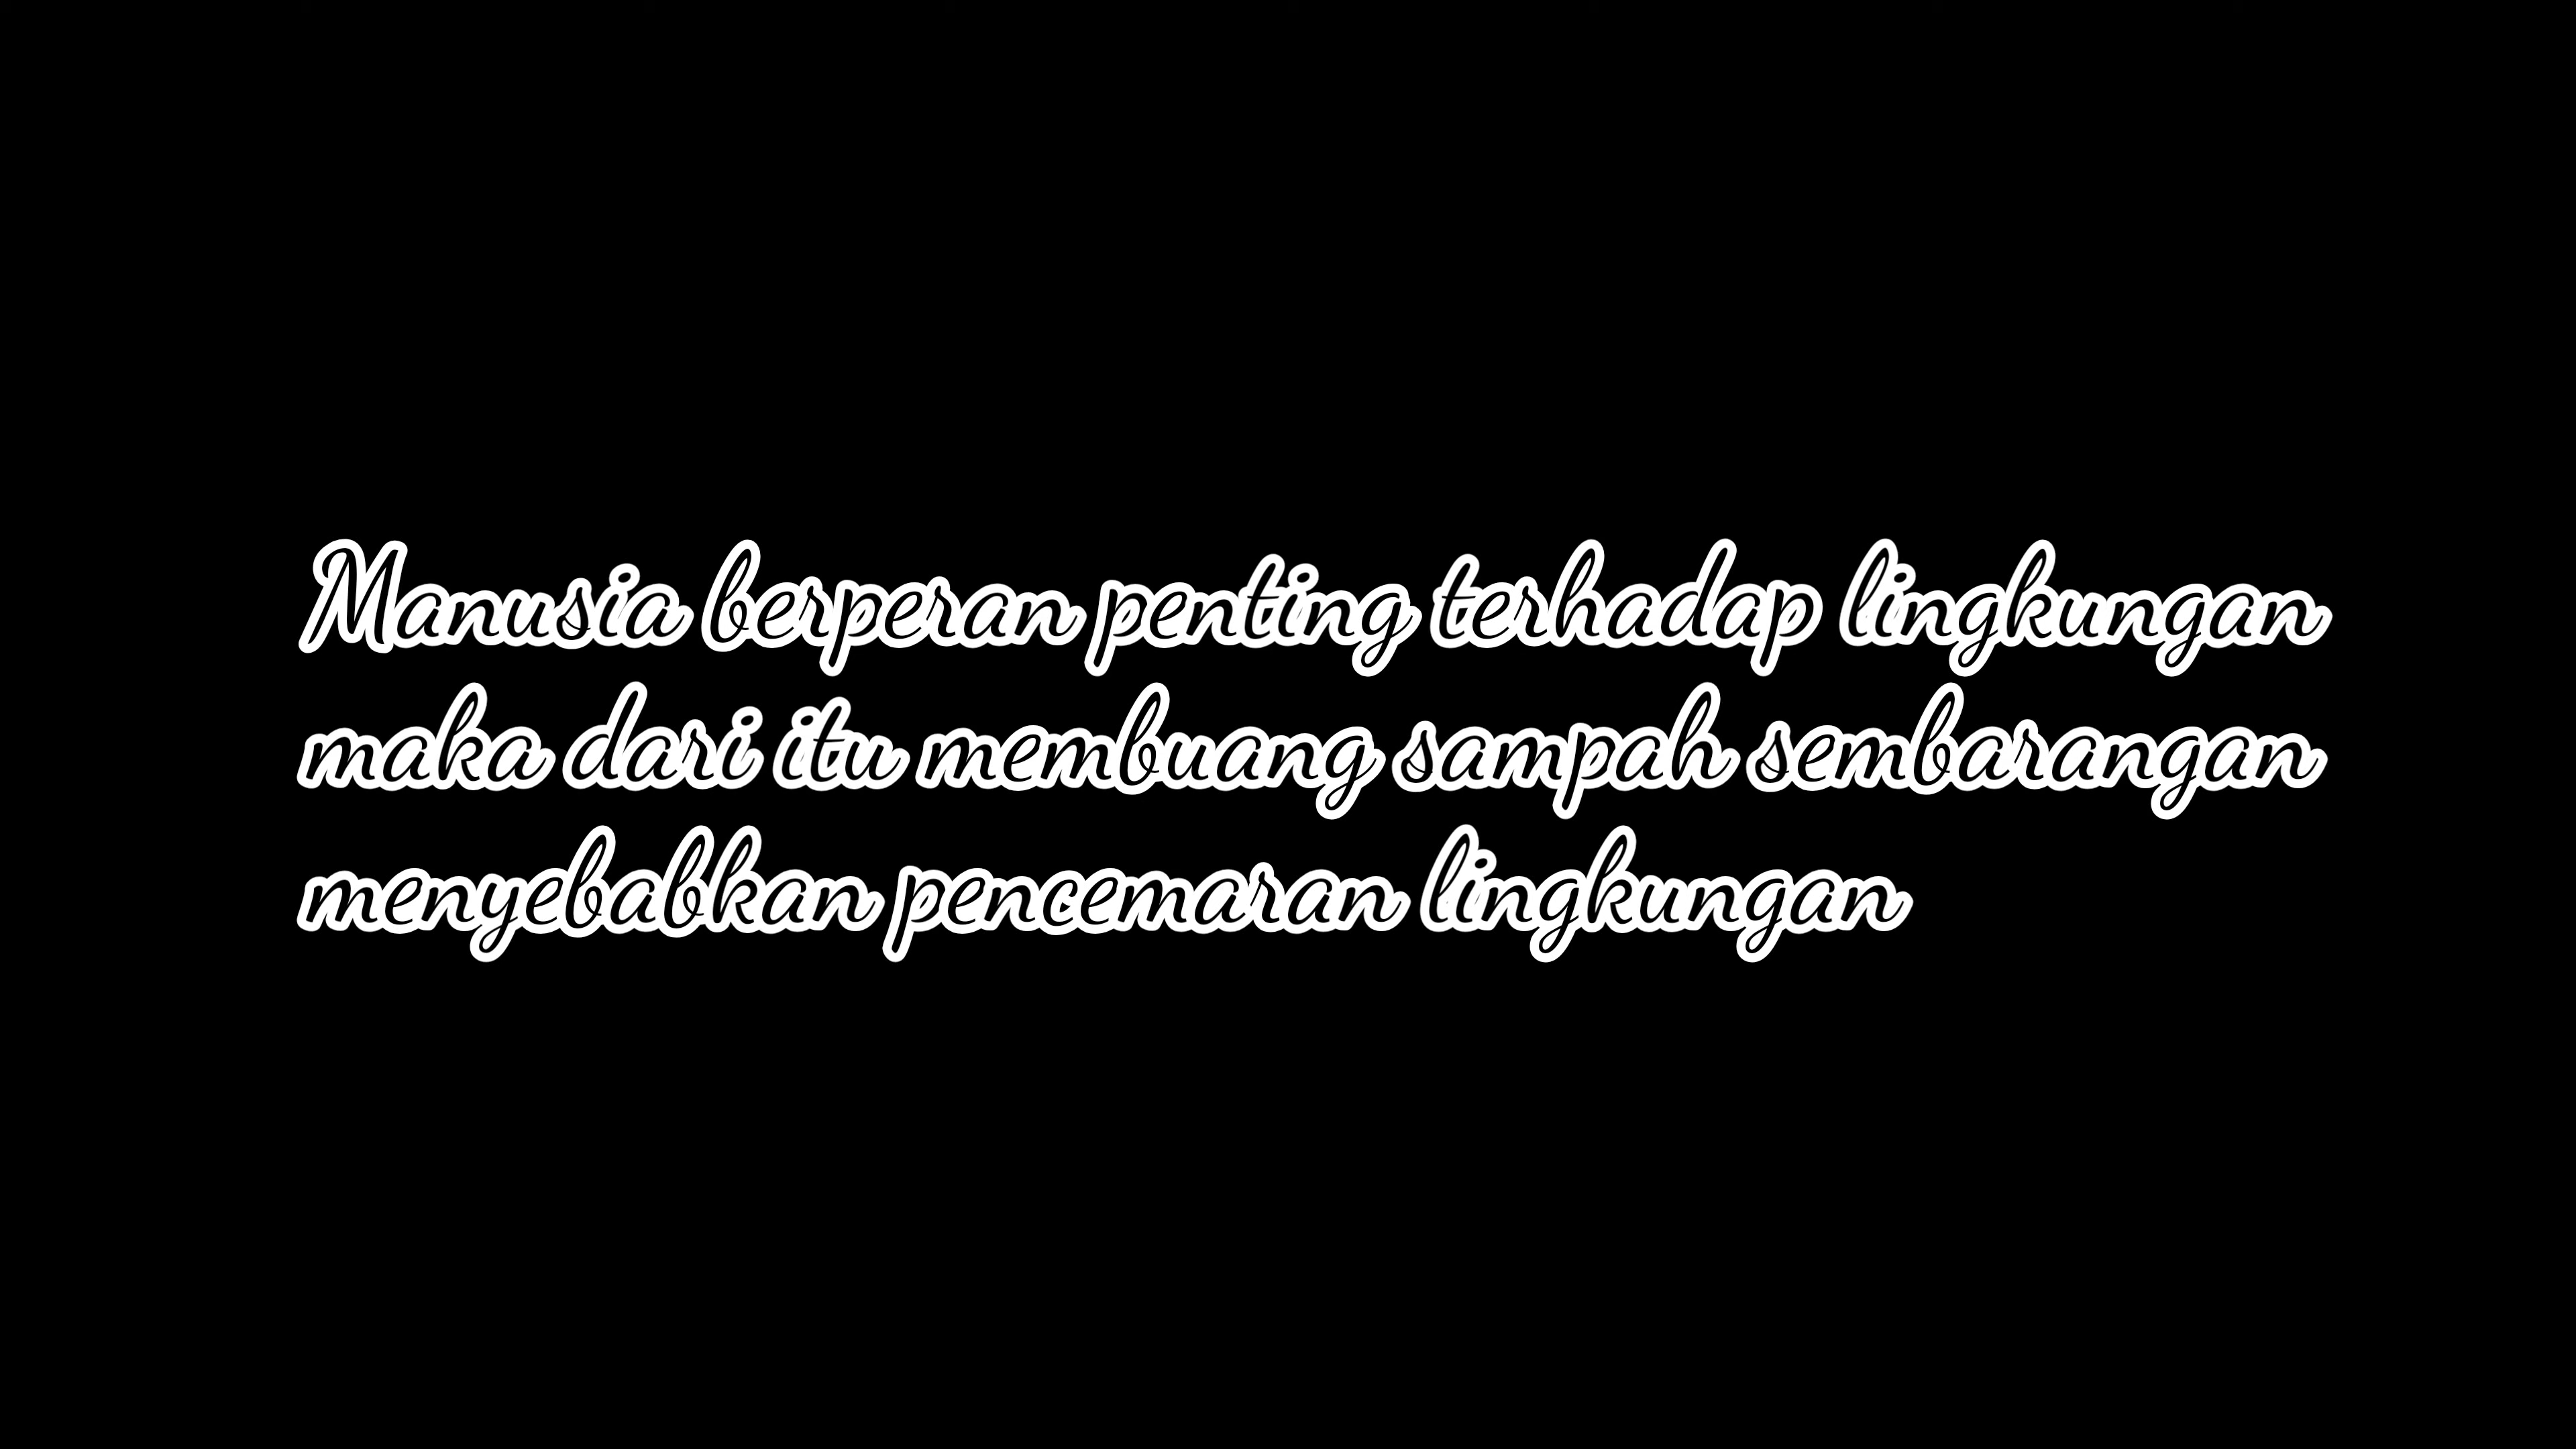 Manusia berperan penting terhadap lingkungan
maka dari itu membuang sampah sembarangan
menyebabkan pencemaran lingkungan